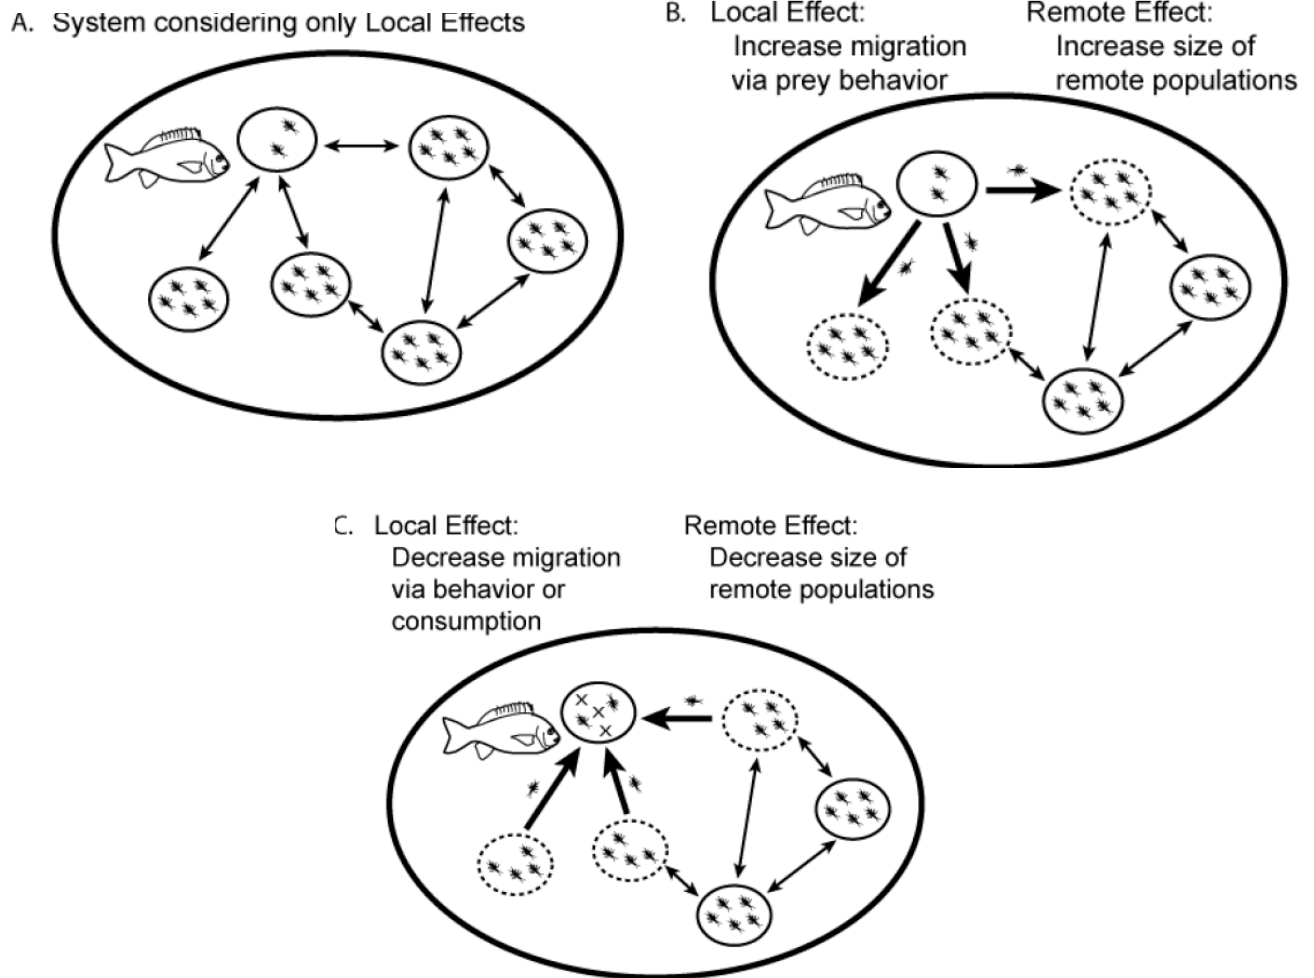 A. System considering only Local Effects
B. Local Effect:
Increase migration
via prey behavior
Remote Effect:
Increase size of
remote populations
C. Local Effect:
Decrease migration
via behavior or
consumption
Remote Effect:
Decrease size of
remote populations